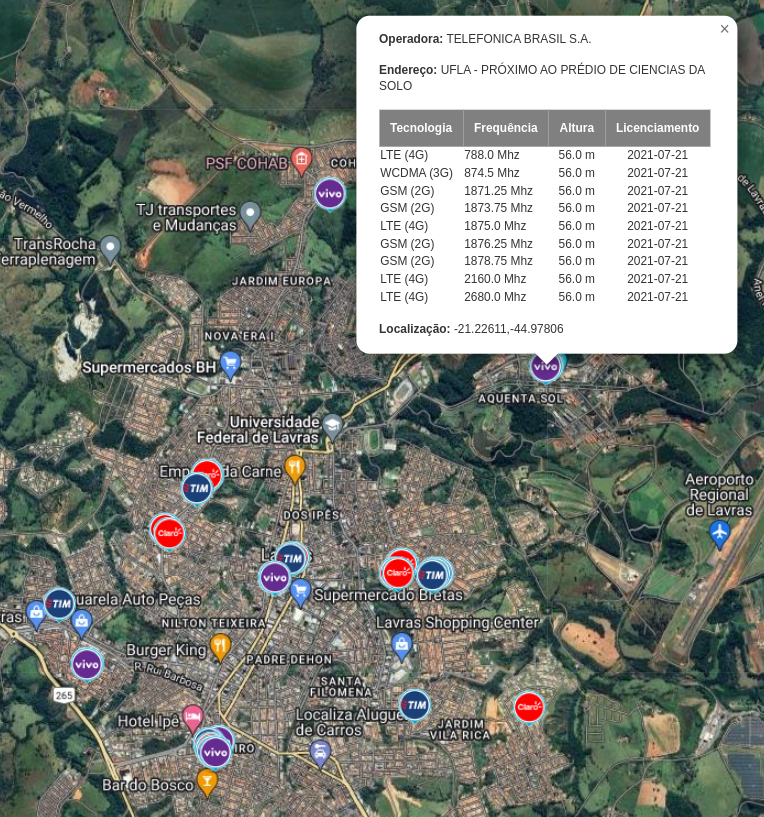 ×
Operadora: TELEFONICA BRASIL S.A.
Endereço: UFLA - PRÓXIMO AO PRÉDIO DE CIENCIAS DA
SOLO
Tecnologia Frequência Altura Licenciamento
LTE (4G) 788.0 Mhz 56.0 m 2021-07-21
WCDMA (3G) 874.5 Mhz 56.0 m 2021-07-21
GSM (2G) 1871.25 Mhz 56.0 m 2021-07-21
GSM (2G) 1873.75 Mhz 56.0 m 2021-07-21
LTE (4G) 1875.0 Mhz 56.0 m 2021-07-21
GSM (2G) 1876.25 Mhz 56.0 m 2021-07-21
GSM (2G) 1878.75 Mhz 56.0 m 2021-07-21
LTE (4G) 2160.0 Mhz 56.0 m 2021-07-21
LTE (4G) 2680.0 Mhz 56.0 m 2021-07-21
Localização: -21.22611,-44.97806
PSF COHAB
COH
vivo
TJ transportes
e Mudanças
TransRocha
erraplenagem
ão Vermelho
JARDIM EUROPA
NOVA ERA I
Supermercados BH
vivo
AQUENTA SOL
Universidade
Federal de Lavras
Emp da Carne
Claro
TIM
Aeroporto
Regional
de Lavras
DOS IPÊS
Claro
La s
TIM
vivo
Claro
TIM
Supermercado Bretas
TIM
uarela Auto Peças
ras
NILTON TEIXEIRA
Lavras Shopping Center
Burger King
vivo
R. Rui Barbosa
PADRE DEHON
265
SANTA
FILOMENA
TIM
Claro
Hotel Ipê
Localiza Alugue
de Carros
JARDIM
VILA RICA
vivo
IRO
Bar do Bosco